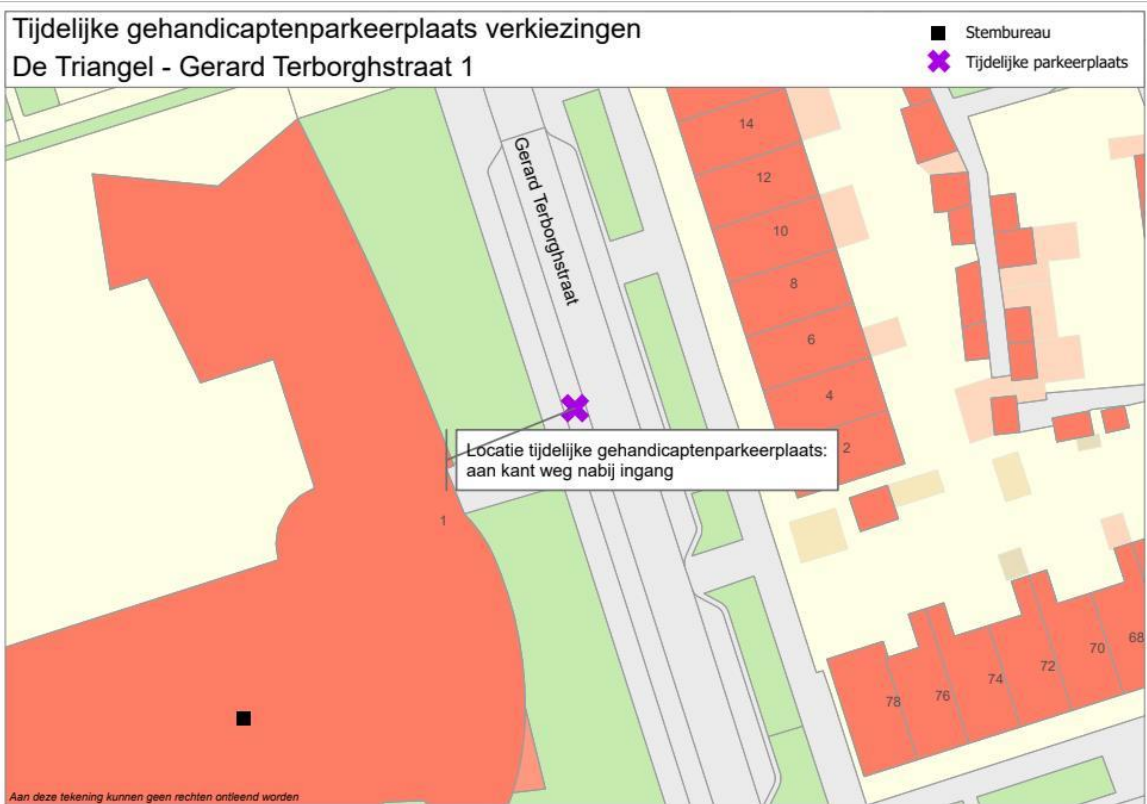 Tijdelijke gehandicaptenparkeerplaats verkiezingen
De Triangel - Gerard Terborghstraat 1
Stembureau
Tijdelijke parkeerplaats
Gerard Terborghstraat
14
12
10
8
6
4
2
Locatie tijdelijke gehandicaptenparkeerplaats:
aan kant weg nabij ingang
1
78
76
74
72
70
68
Aan deze tekening kunnen geen rechten ontleend worden